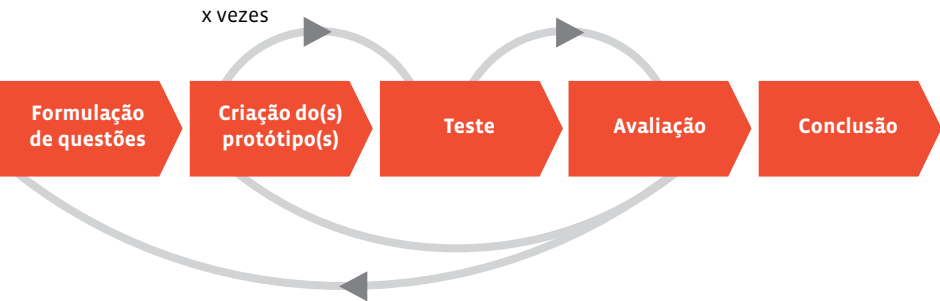 x vezes
Formulação
de questões
Criação do(s)
protótipo(s)
Teste
Avaliação
Conclusão